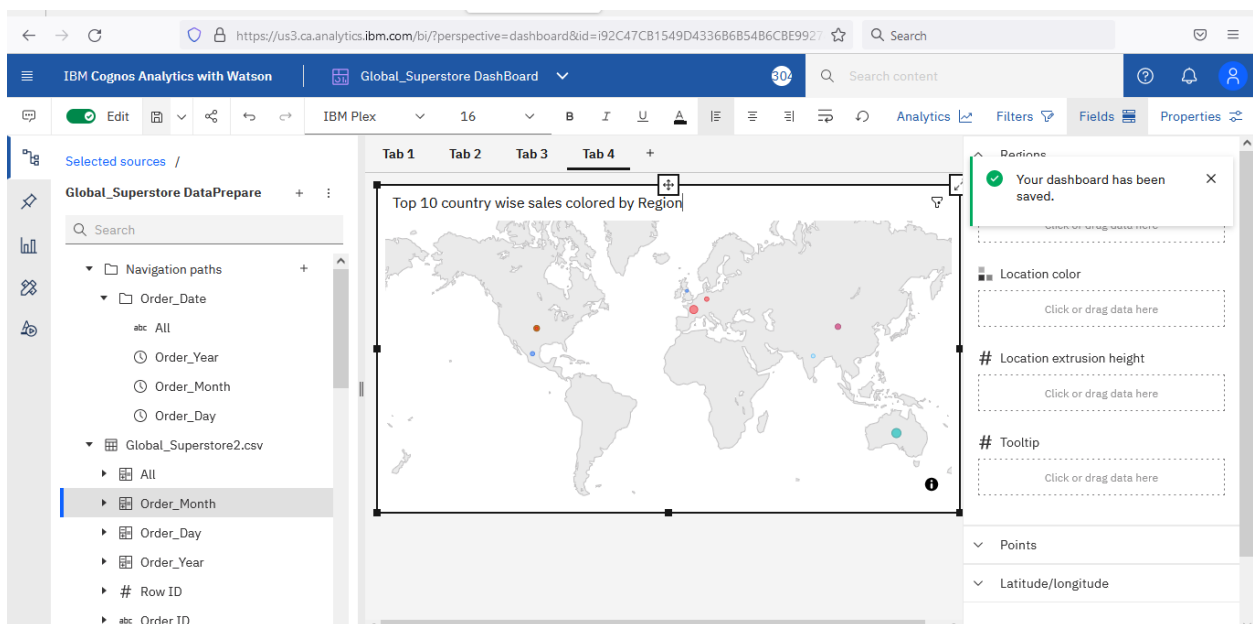 https://us3.ca.analytics.ibm.com/bi/?perspective=dashboard&id=i92C47CB1549D4336B6B54B6CBE9927
Search
IBM Cognos Analytics with Watson
Global_Superstore DashBoard
304
Search content
Edit
IBM Plex
16
B
I
U
A
Analytics
Filters
Fields
Properties
Selected sources /
Global_Superstore DataPrepare
Search
Navigation paths
Order_Date
abc All
Order_Year
Order_Month
Order_Day
Global_Superstore2.csv
All
Order_Month
Order_Day
Order_Year
# Row ID
abc Order ID
Tab 1
Tab 2
Tab 3
Tab 4
Top 10 country wise sales colored by Region
Regions
Your dashboard has been
saved.
Click or drag data here
Location color
Click or drag data here
# Location extrusion height
Click or drag data here
# Tooltip
Click or drag data here
Points
Latitude/longitude